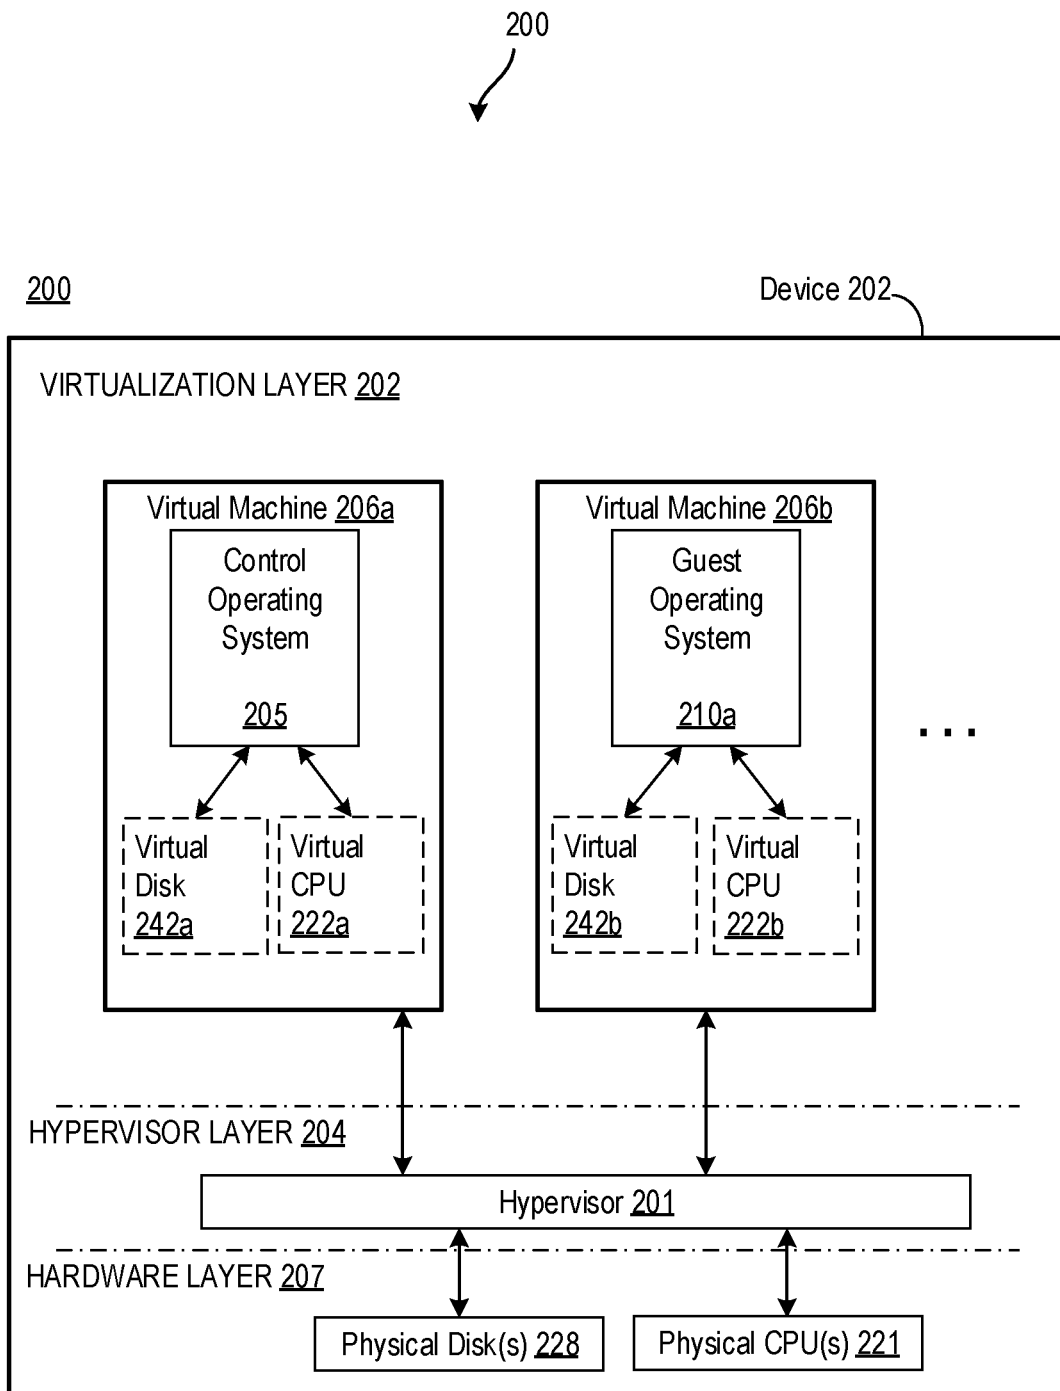 200
200
Device 202
VIRTUALIZATION LAYER 202
Virtual Machine 206a
Control
Operating
System
205
Virtual
Disk
242a
Virtual
CPU
222a
Virtual Machine 206b
Guest
Operating
System
210a
Virtual
Disk
242b
Virtual
CPU
222b
...
HYPERVISOR LAYER 204
Hypervisor 201
HARDWARE LAYER 207
Physical Disk(s) 228
Physical CPU(s) 221